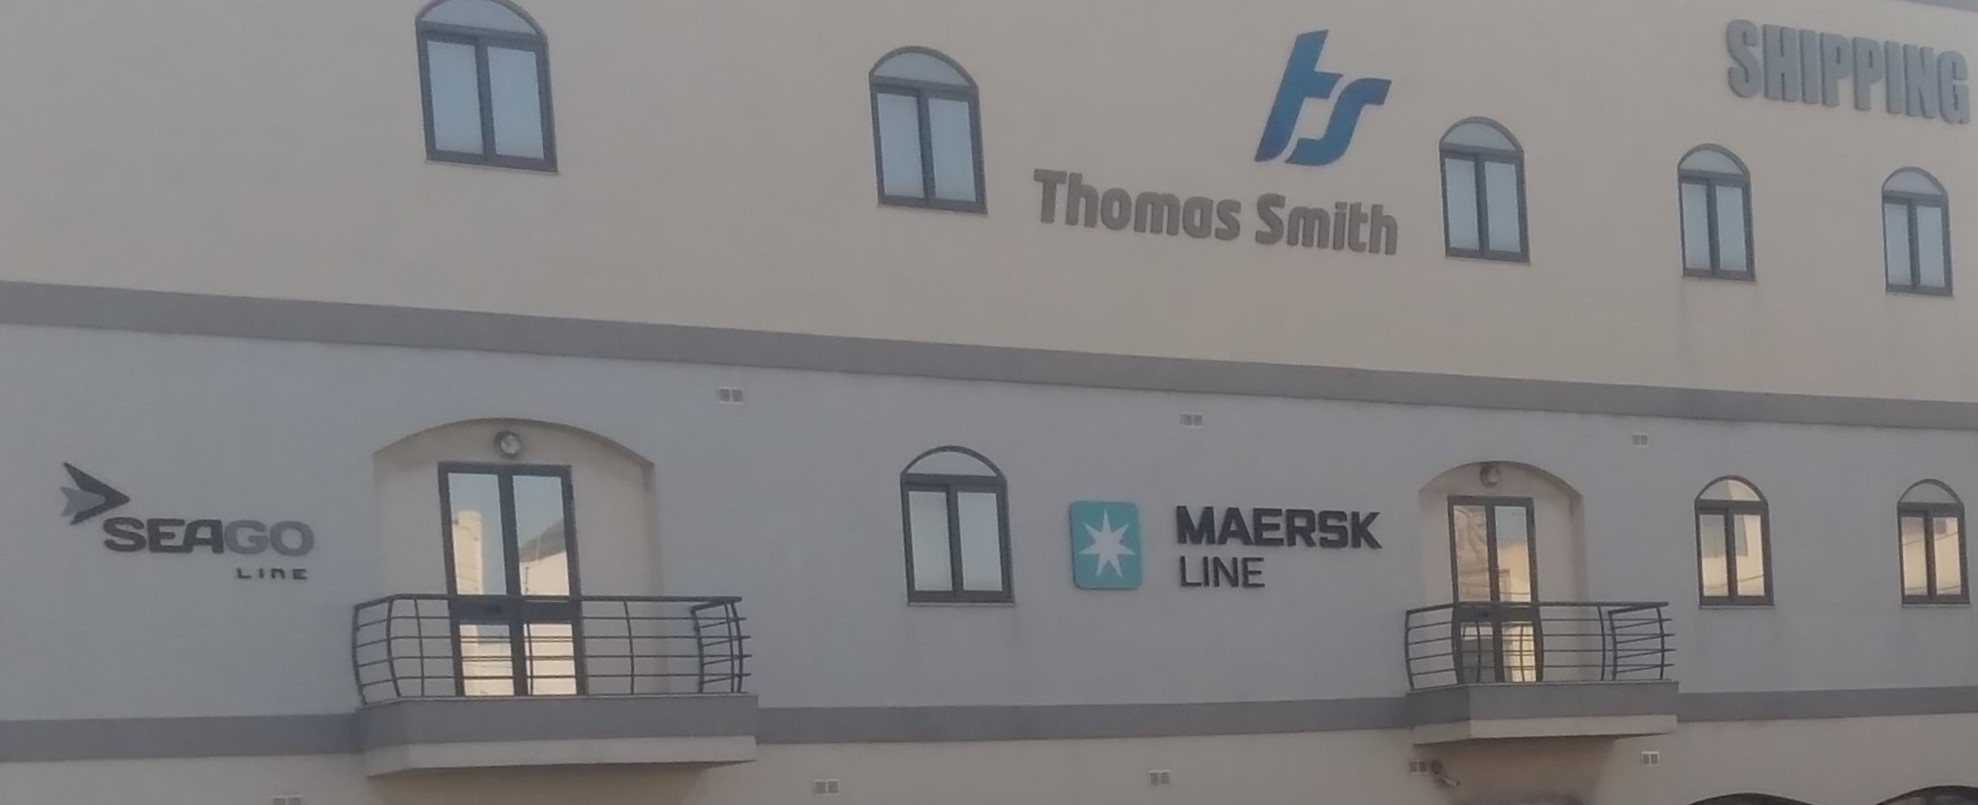 SHIPPING
ts
Thomas Smith
SEAGO
LINE
MAERSK
LINE